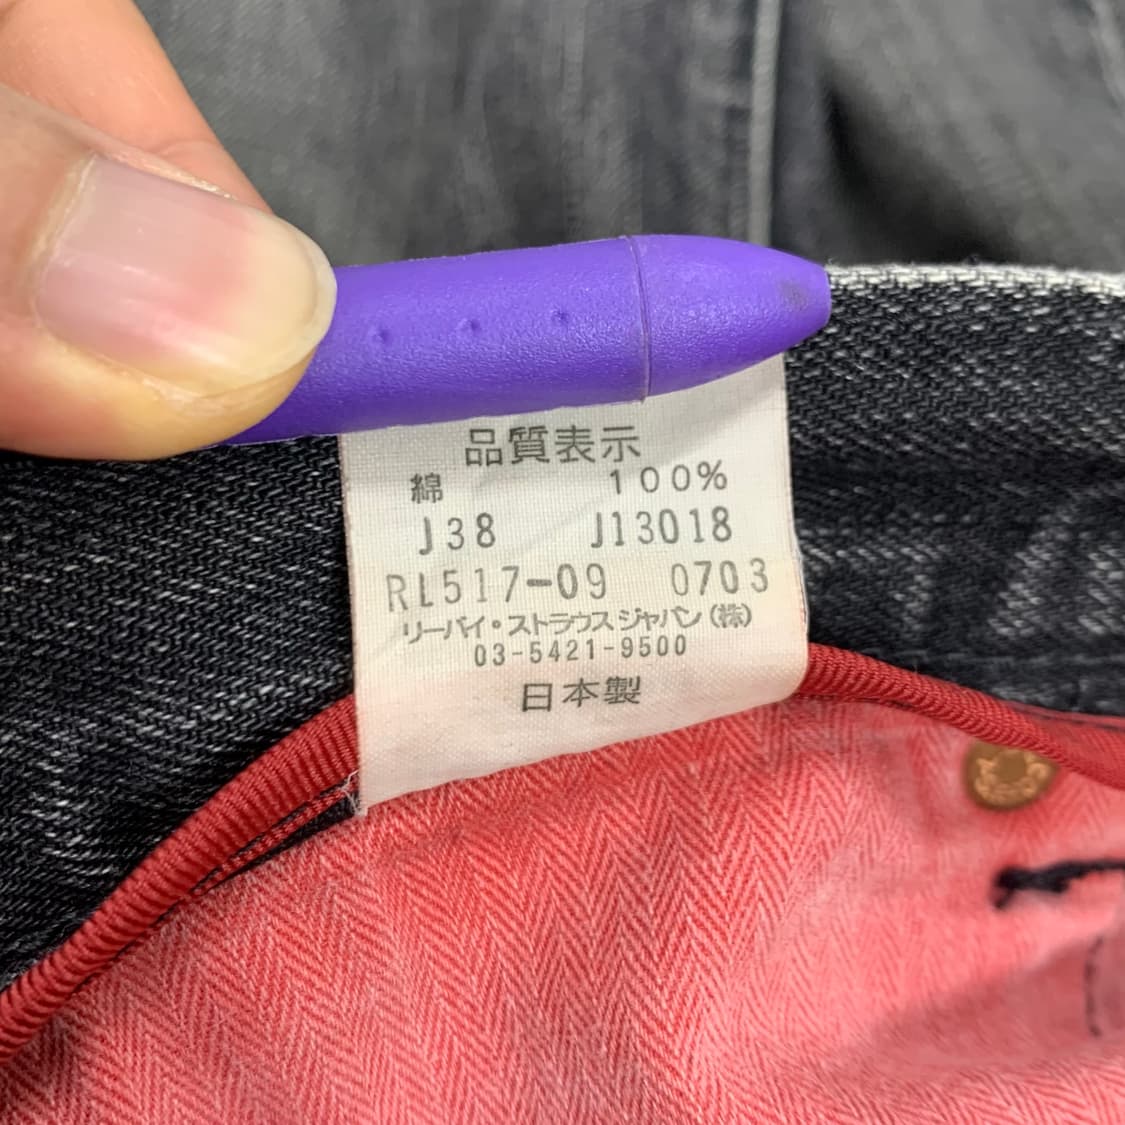 品質表示
綿 100%
J38 J13018
RL517-09 0703
リーバイ・ストラウスジャパン(株)
03-5421-9500
日本製